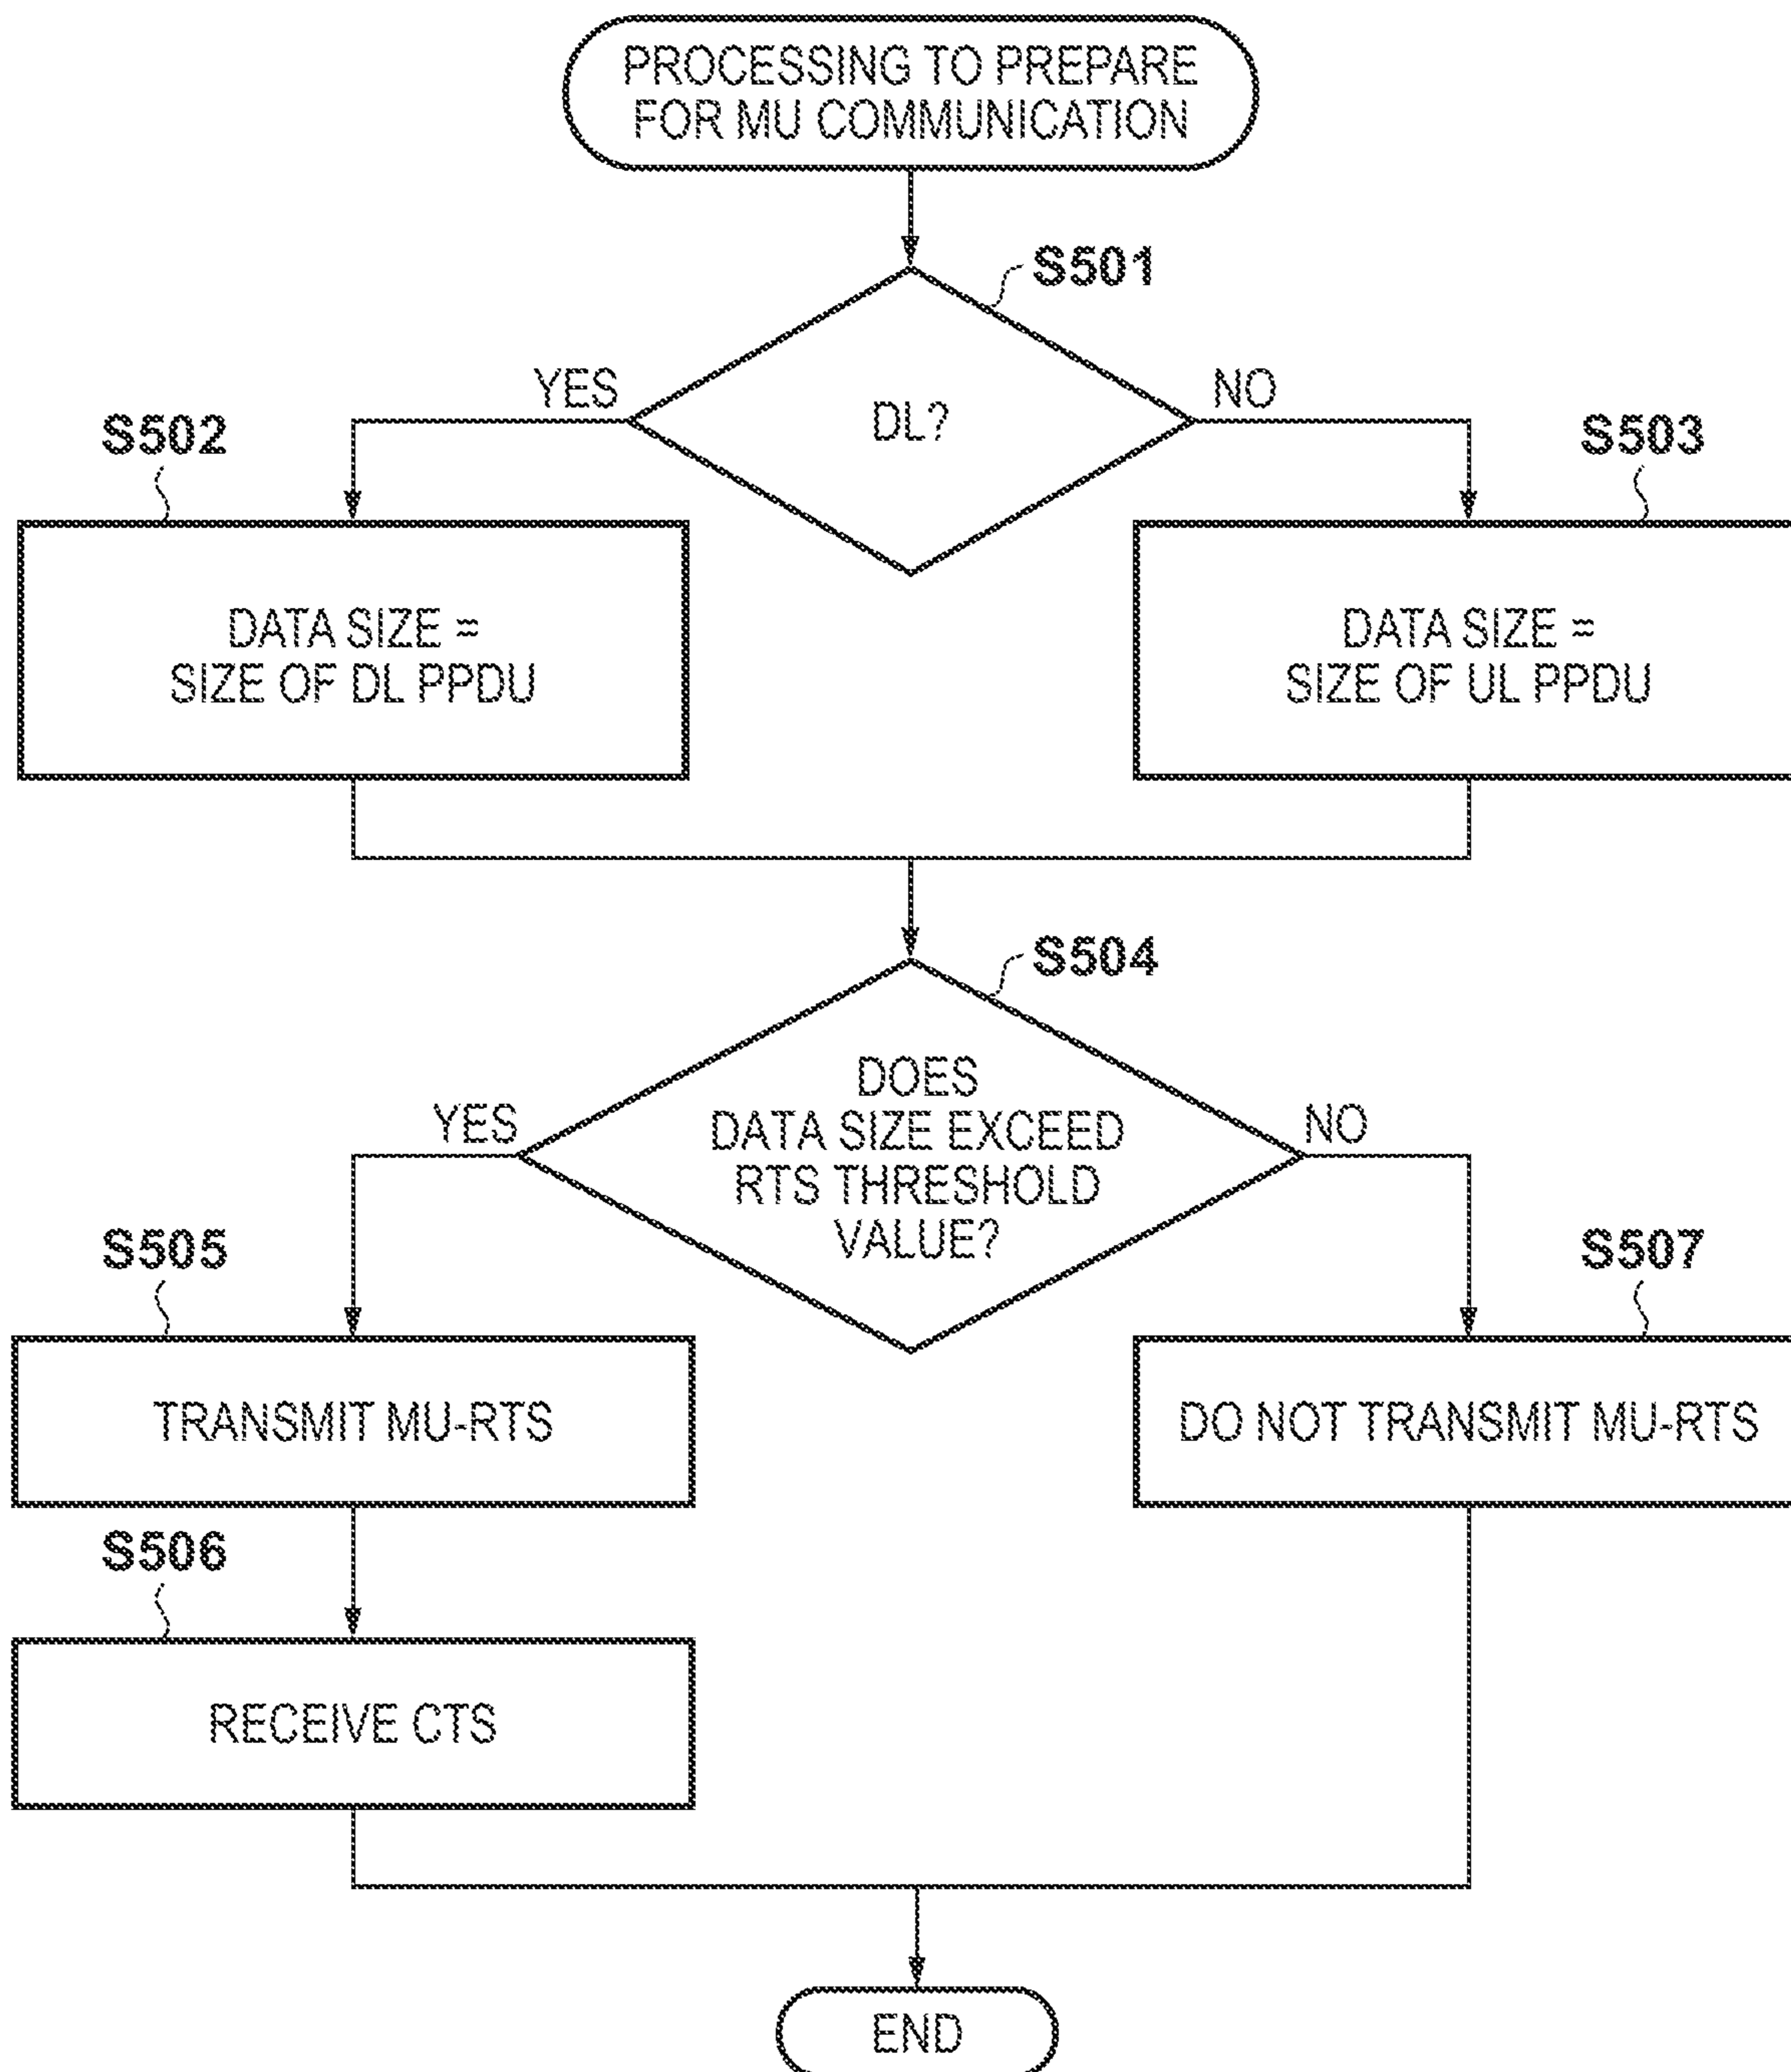 PROCESSING TO PREPARE
FOR MU COMMUNICATION
S501
DL?
YES
NO
S502
DATA SIZE =
SIZE OF DL PPDU
S503
DATA SIZE =
SIZE OF UL PPDU
S504
DOES
DATA SIZE EXCEED
RTS THRESHOLD
VALUE?
YES
NO
S505
TRANSMIT MU-RTS
S507
DO NOT TRANSMIT MU-RTS
S506
RECEIVE CTS
END